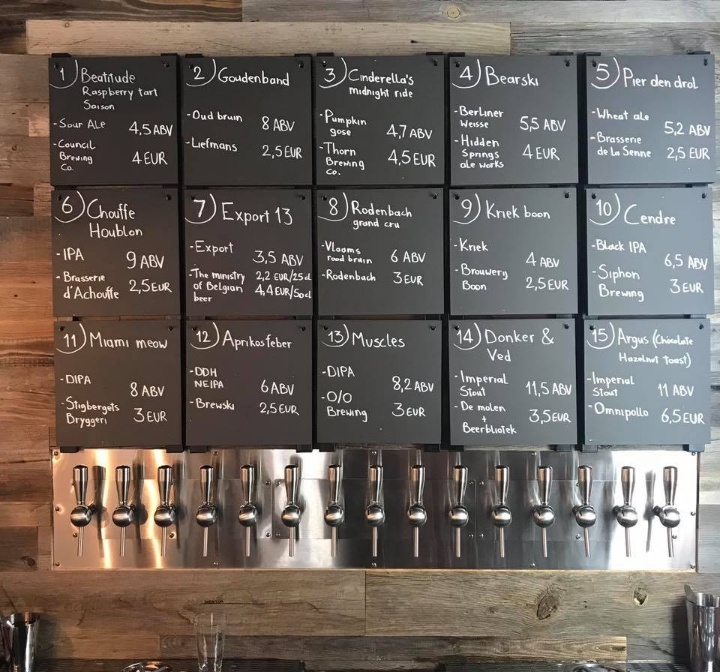 1) Beatitude
Raspberry tart
Saison
- Sour Ale 4,5 ABV
- Council
Brewing
Co. 4 EUR
2) Goudenband
- Oud bruin 8 ABV
- Liefmans 2,5 EUR
3) Cinderella's
midnight ride
- Pumpkin
gose 4,7 ABV
- Thorn
Brewing
Co. 4,5 EUR
4) Bearski
- Berliner
Weisse 5,5 ABV
- Hidden
Springs
ale works 4 EUR
5) Pier den drol
- Wheat ale 5,2 ABV
- Brasserie
de la Senne 2,5 EUR
6) Chouffe
Houblon
- IPA 9 ABV
- Brasserie
d'Achouffe 2,5 EUR
7) Export 13
- Export 3,5 ABV
- The ministry 2,2 EUR/25cl
of Belgian 4,4 EUR/50cl
beer
8) Rodenbach
grand cru
- Vlaams
rood bruin 6 ABV
- Rodenbach 3 EUR
9) Kriek boon
- Kriek 4 ABV
- Brouwerij
Boon 2,5 EUR
10) Cendre
- Black IPA 6,5 ABV
- Siphon
Brewing 3 EUR
11) Miami meow
- DIPA 8 ABV
- Stigbergets
Bryggeri 3 EUR
12) Aprikosfeber
- DDH
NEIPA 6 ABV
- Brewski 2,5 EUR
13) Muscles
- DIPA 8,2 ABV
- O/O
Brewing 3 EUR
14) Donker &
Ved
- Imperial
Stout 11,5 ABV
- De molen
+
Beerbliotek 3,5 EUR
15) Argus (Chocolate
Hazelnut toast)
- Imperial
Stout 11 ABV
- Omnipollo 6,5 EUR